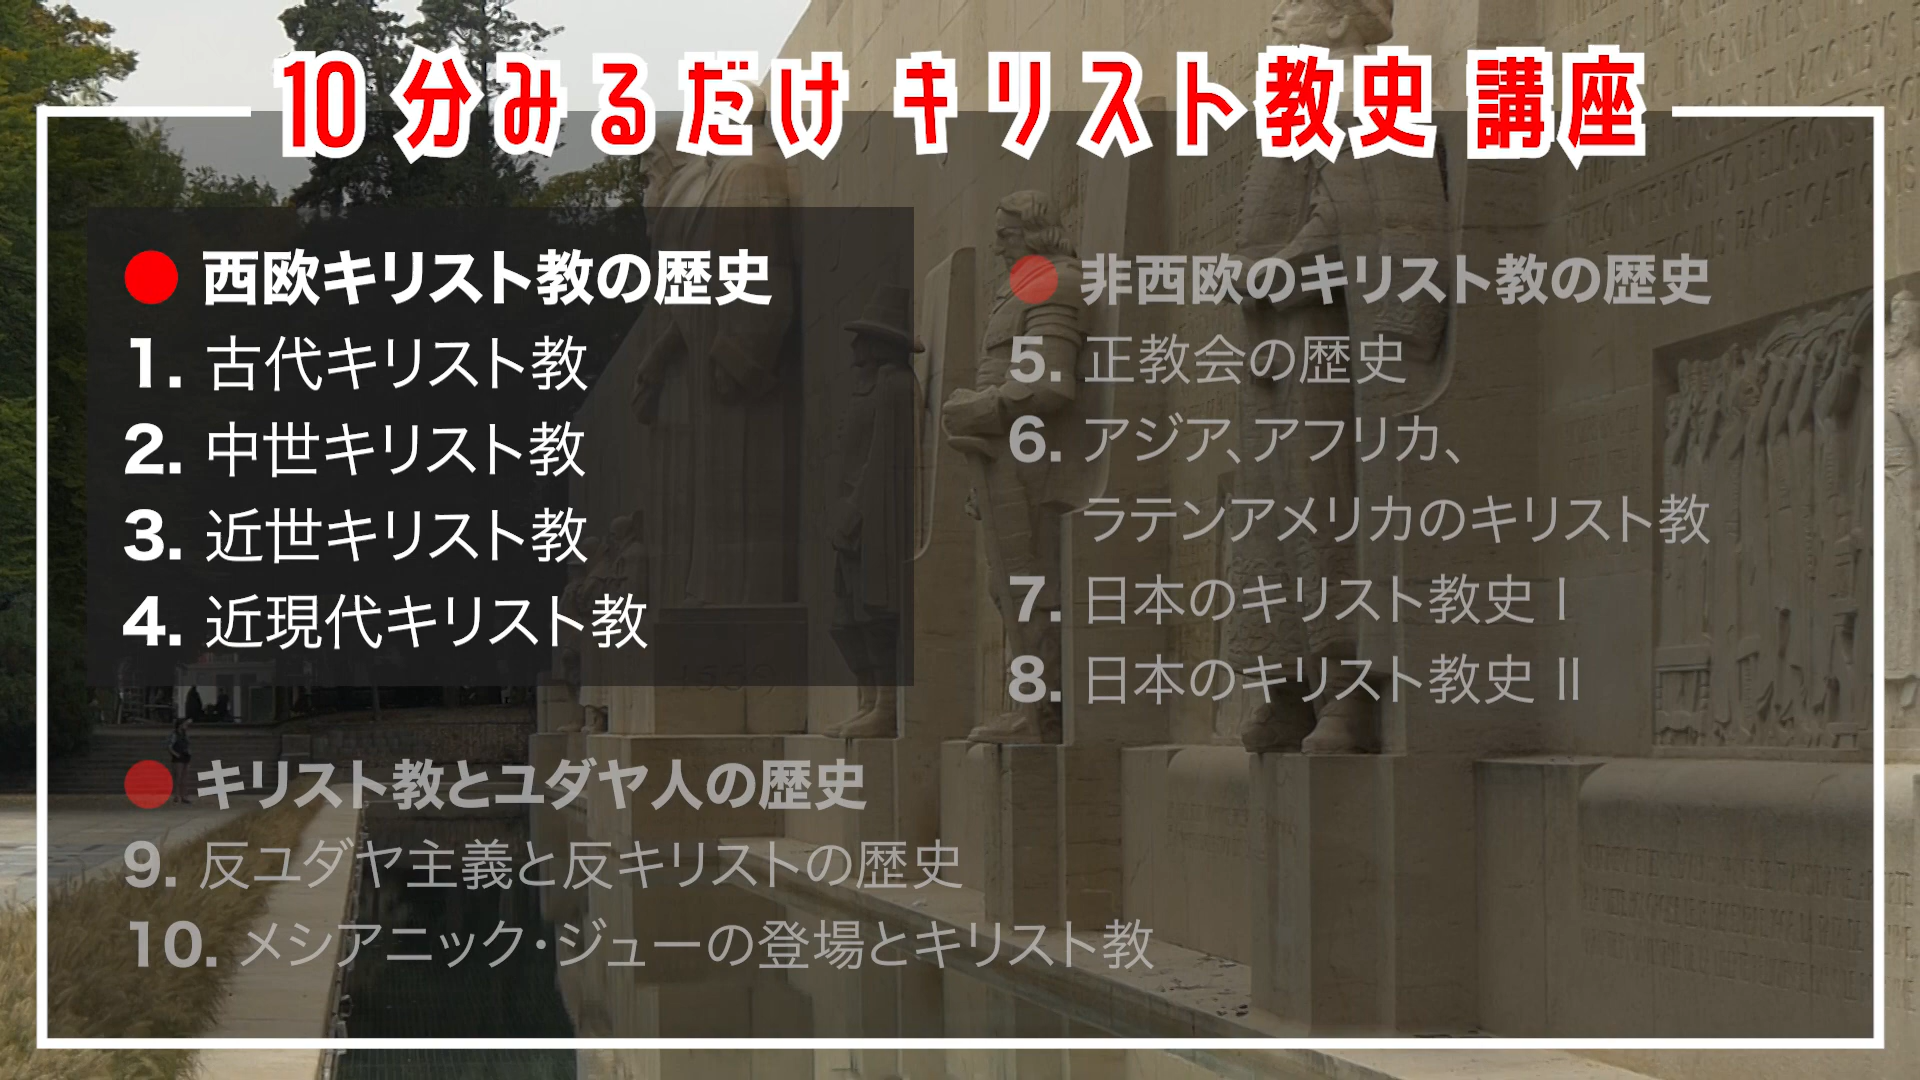 10分みるだけ キリスト教史 講座
● 西欧キリスト教の歴史
1. 古代キリスト教
2. 中世キリスト教
3. 近世キリスト教
4. 近現代キリスト教
● 非西欧のキリスト教の歴史
5. 正教会の歴史
6. アジア、アフリカ、
ラテンアメリカのキリスト教
7. 日本のキリスト教史 I
8. 日本のキリスト教史 II
● キリスト教とユダヤ人の歴史
9. 反ユダヤ主義と反キリストの歴史
10. メシアニック・ジューの登場とキリスト教